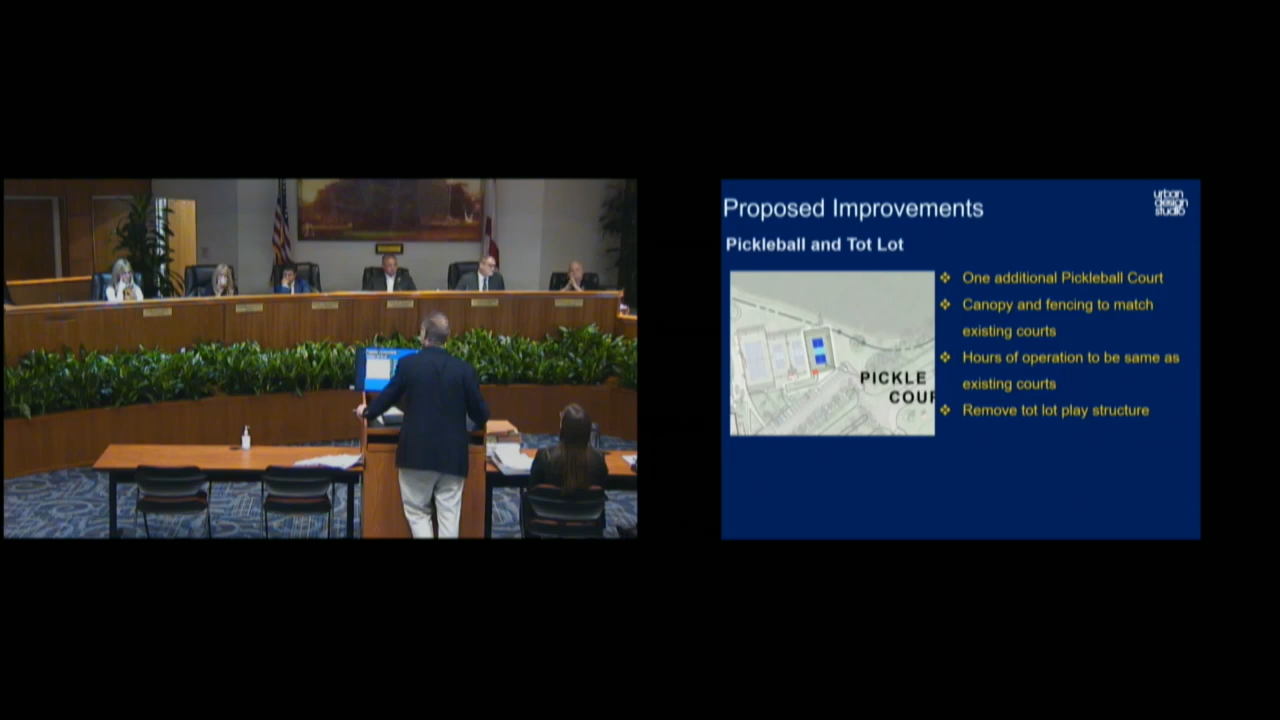 Proposed Improvements
urban
design
studio
Pickleball and Tot Lot
❖ One additional Pickleball Court
❖ Canopy and fencing to match
existing courts
❖ Hours of operation to be same as
existing courts
❖ Remove tot lot play structure
PICKLE
COUR